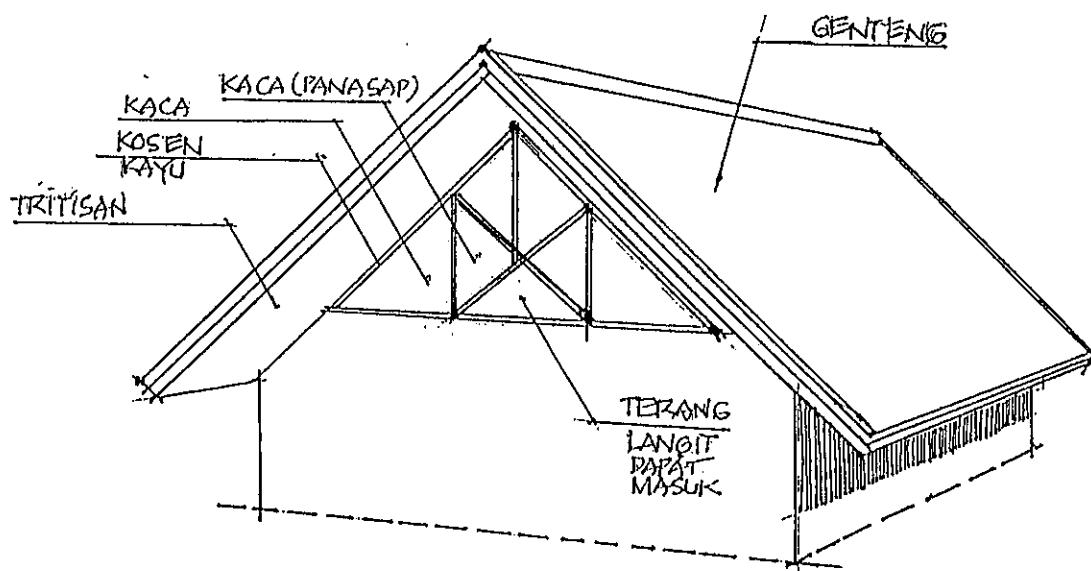 GENTENG
KACA (PANASAP)
KACA
KOSEN
KAYU
TRITISAN
TERANG
LANGIT
DAPAT
MASUK